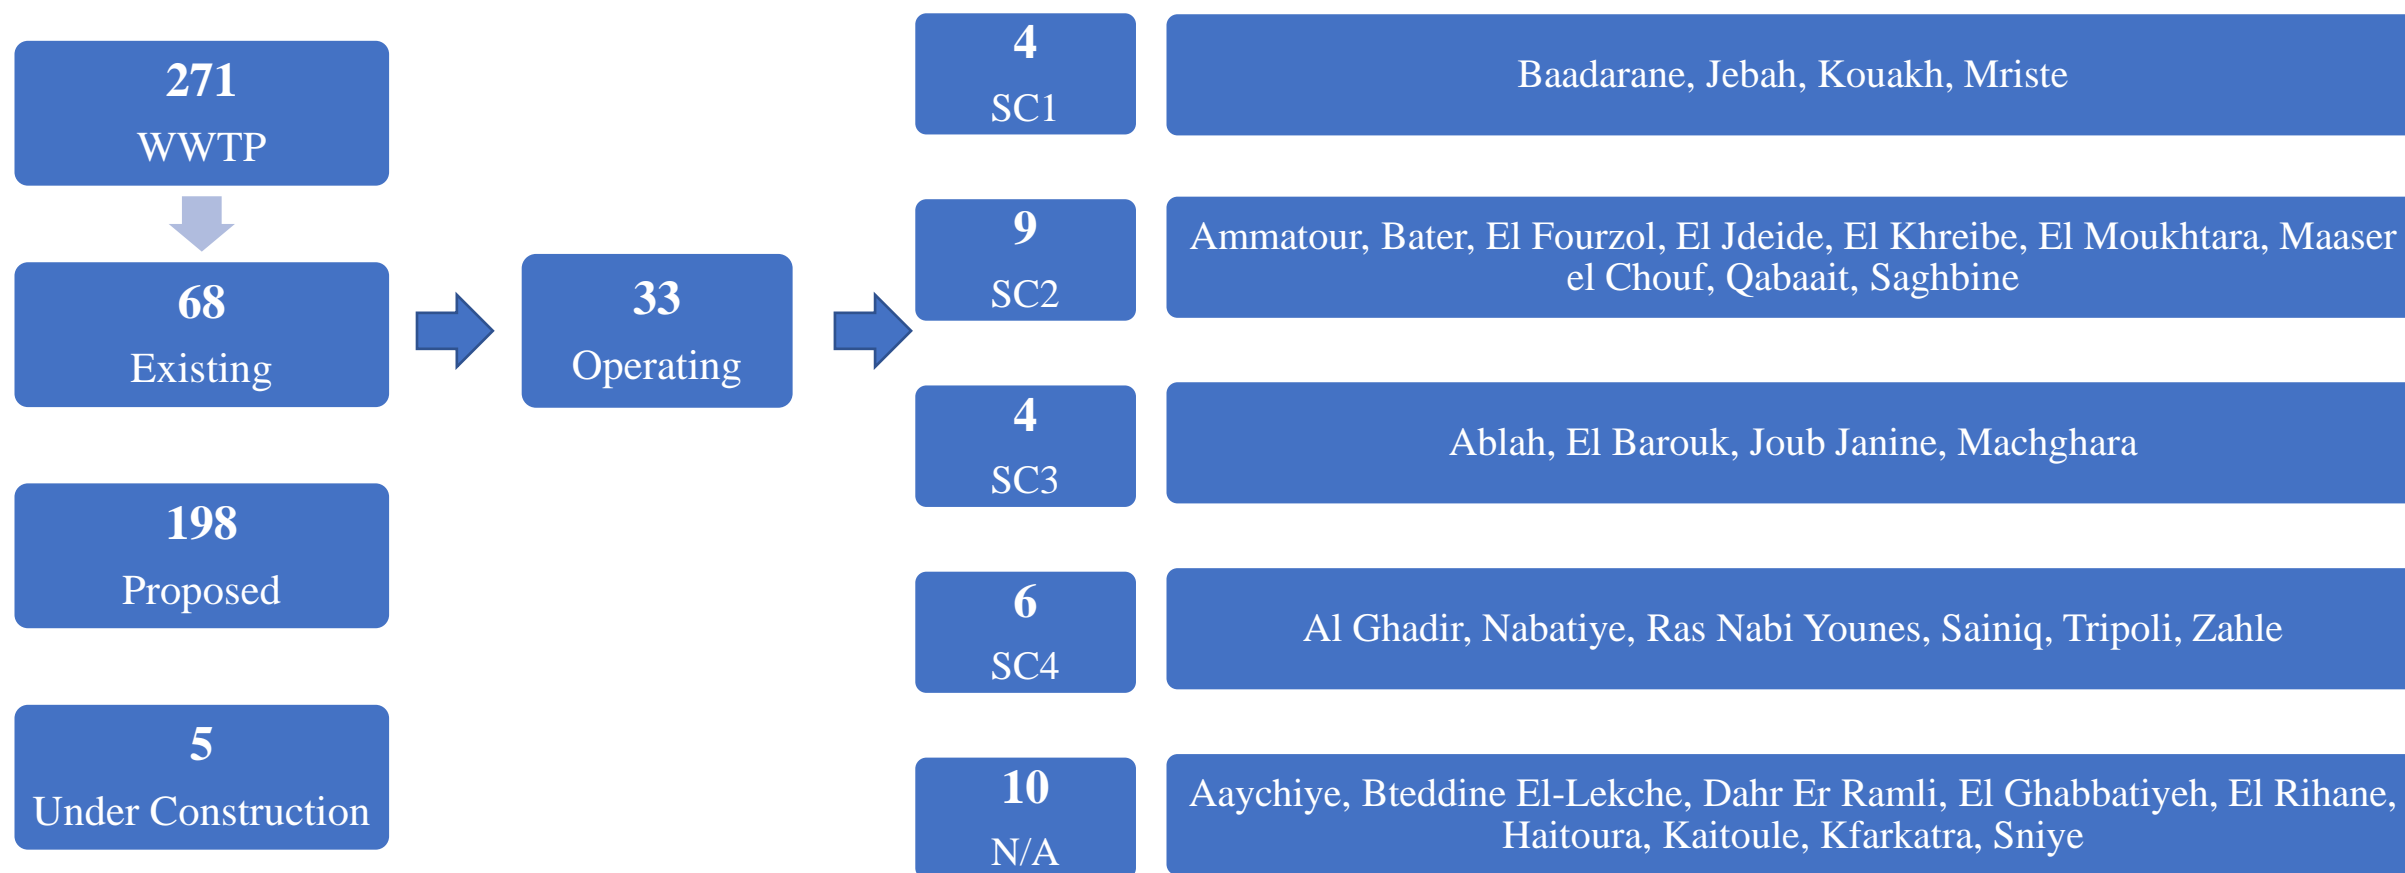 271
WWTP
68
Existing
198
Proposed
5
Under Construction
33
Operating
4
SC1
Baadarane, Jebah, Kouakh, Mriste
9
SC2
Ammatour, Bater, El Fourzol, El Jdeide, El Khreibe, El Moukhtara, Maaser
el Chouf, Qabaait, Saghbine
4
SC3
Ablah, El Barouk, Joub Janine, Machghara
6
SC4
Al Ghadir, Nabatiye, Ras Nabi Younes, Sainiq, Tripoli, Zahle
10
N/A
Aaychiye, Bteddine El-Lekche, Dahr Er Ramli, El Ghabbatiyeh, El Rihane,
Haitoura, Kaitoule, Kfarkatra, Sniye